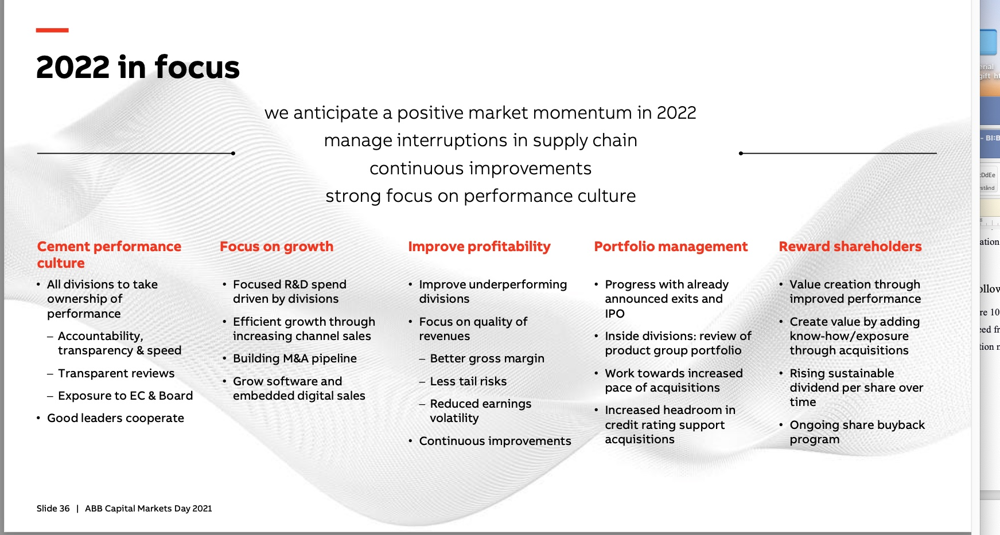 2022 in focus
we anticipate a positive market momentum in 2022
manage interruptions in supply chain
continuous improvements
strong focus on performance culture
Cement performance
culture
• All divisions to take
ownership of
performance
– Accountability,
transparency & speed
– Transparent reviews
– Exposure to EC & Board
• Good leaders cooperate
Focus on growth
• Focused R&D spend
driven by divisions
• Efficient growth through
increasing channel sales
• Building M&A pipeline
• Grow software and
embedded digital sales
Improve profitability
• Improve underperforming
divisions
• Focus on quality of
revenues
– Better gross margin
– Less tail risks
– Reduced earnings
volatility
• Continuous improvements
Portfolio management
• Progress with already
announced exits and
IPO
• Inside divisions: review of
product group portfolio
• Work towards increased
pace of acquisitions
• Increased headroom in
credit rating support
acquisitions
Reward shareholders
• Value creation through
improved performance
• Create value by adding
know-how/exposure
through acquisitions
• Rising sustainable
dividend per share over
time
• Ongoing share buyback
program
Slide 36 | ABB Capital Markets Day 2021
erial
gift
- BI:B
DdEe
stånd
8
ation
ollow
re 10
eed fr
tion